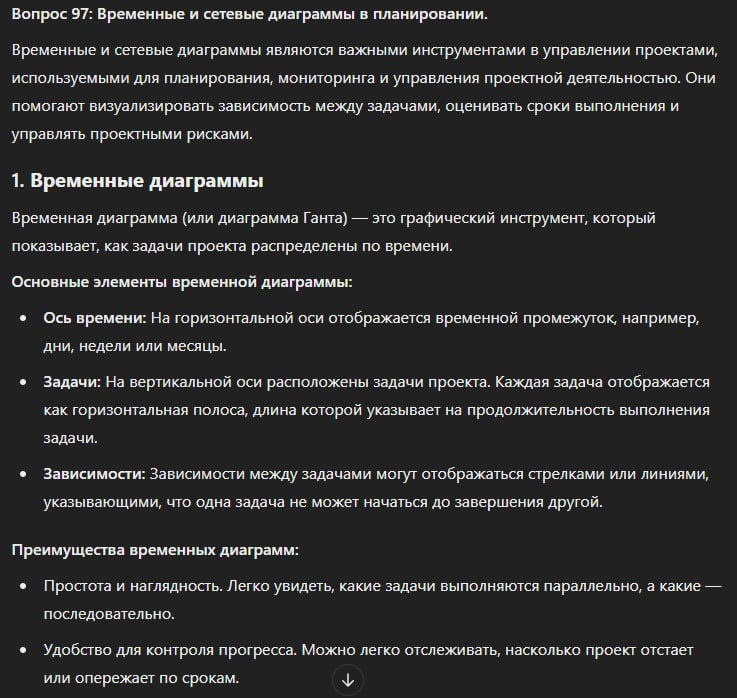 Вопрос 97: Временные и сетевые диаграммы в планировании.
Временные и сетевые диаграммы являются важными инструментами в управлении проектами,
используемыми для планирования, мониторинга и управления проектной деятельностью. Они
помогают визуализировать зависимость между задачами, оценивать сроки выполнения и
управлять проектными рисками.
1. Временные диаграммы
Временная диаграмма (или диаграмма Ганта) — это графический инструмент, который
показывает, как задачи проекта распределены по времени.
Основные элементы временной диаграммы:
• Ось времени: На горизонтальной оси отображается временной промежуток, например,
дни, недели или месяцы.
• Задачи: На вертикальной оси расположены задачи проекта. Каждая задача отображается
как горизонтальная полоса, длина которой указывает на продолжительность выполнения
задачи.
• Зависимости: Зависимости между задачами могут отображаться стрелками или линиями,
указывающими, что одна задача не может начаться до завершения другой.
Преимущества временных диаграмм:
• Простота и наглядность. Легко увидеть, какие задачи выполняются параллельно, а какие —
последовательно.
• Удобство для контроля прогресса. Можно легко отслеживать, насколько проект отстает
или опережает по срокам.